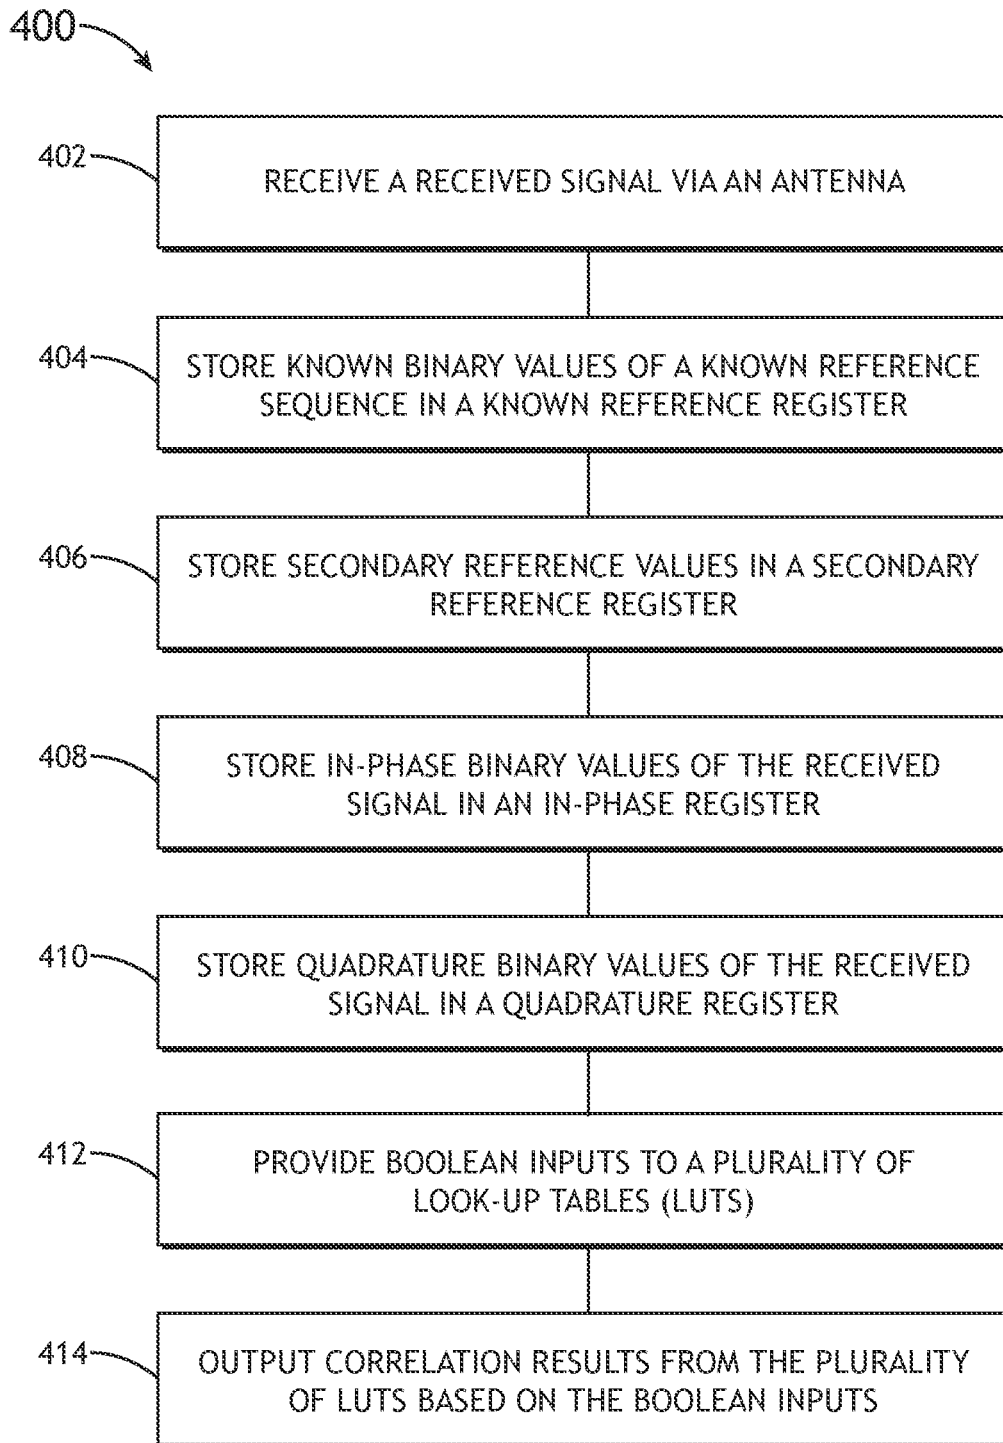 400
402
RECEIVE A RECEIVED SIGNAL VIA AN ANTENNA
404
STORE KNOWN BINARY VALUES OF A KNOWN REFERENCE
SEQUENCE IN A KNOWN REFERENCE REGISTER
406
STORE SECONDARY REFERENCE VALUES IN A SECONDARY
REFERENCE REGISTER
408
STORE IN-PHASE BINARY VALUES OF THE RECEIVED
SIGNAL IN AN IN-PHASE REGISTER
410
STORE QUADRATURE BINARY VALUES OF THE RECEIVED
SIGNAL IN A QUADRATURE REGISTER
412
PROVIDE BOOLEAN INPUTS TO A PLURALITY OF
LOOK-UP TABLES (LUTS)
414
OUTPUT CORRELATION RESULTS FROM THE PLURALITY
OF LUTS BASED ON THE BOOLEAN INPUTS